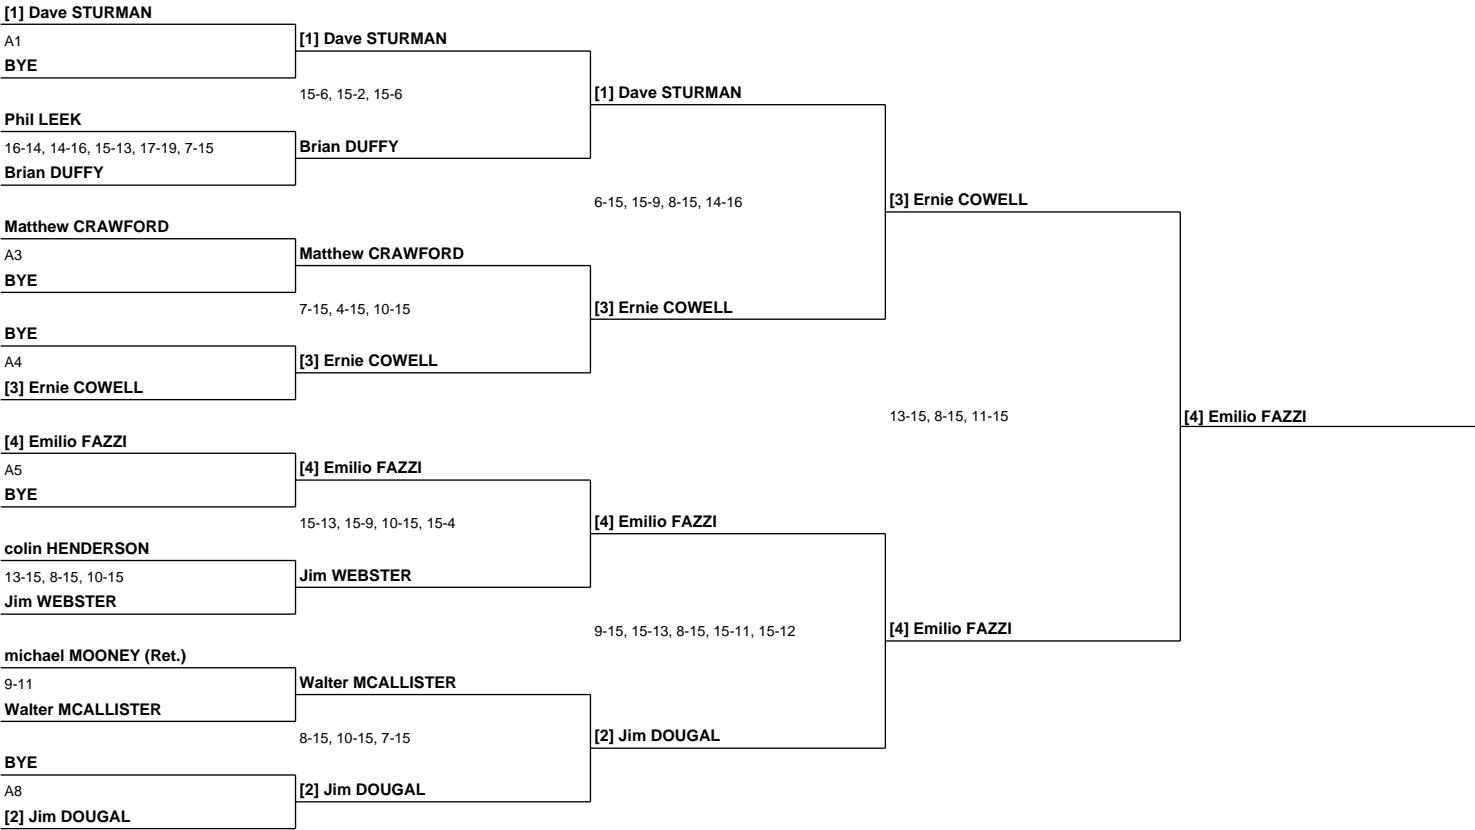 [1] Dave STURMAN
A1
BYE
Phil LEEK
16-14, 14-16, 15-13, 17-19, 7-15
Brian DUFFY
Matthew CRAWFORD
A3
BYE
BYE
A4
[3] Ernie COWELL
[4] Emilio FAZZI
A5
BYE
colin HENDERSON
13-15, 8-15, 10-15
Jim WEBSTER
michael MOONEY (Ret.)
9-11
Walter MCALLISTER
BYE
A8
[2] Jim DOUGAL
[1] Dave STURMAN
15-6, 15-2, 15-6
Brian DUFFY
Matthew CRAWFORD
7-15, 4-15, 10-15
[3] Ernie COWELL
[4] Emilio FAZZI
15-13, 15-9, 10-15, 15-4
Jim WEBSTER
Walter MCALLISTER
8-15, 10-15, 7-15
[2] Jim DOUGAL
[1] Dave STURMAN
6-15, 15-9, 8-15, 14-16
[3] Ernie COWELL
[4] Emilio FAZZI
9-15, 15-13, 8-15, 15-11, 15-12
[2] Jim DOUGAL
[3] Ernie COWELL
13-15, 8-15, 11-15
[4] Emilio FAZZI
[4] Emilio FAZZI